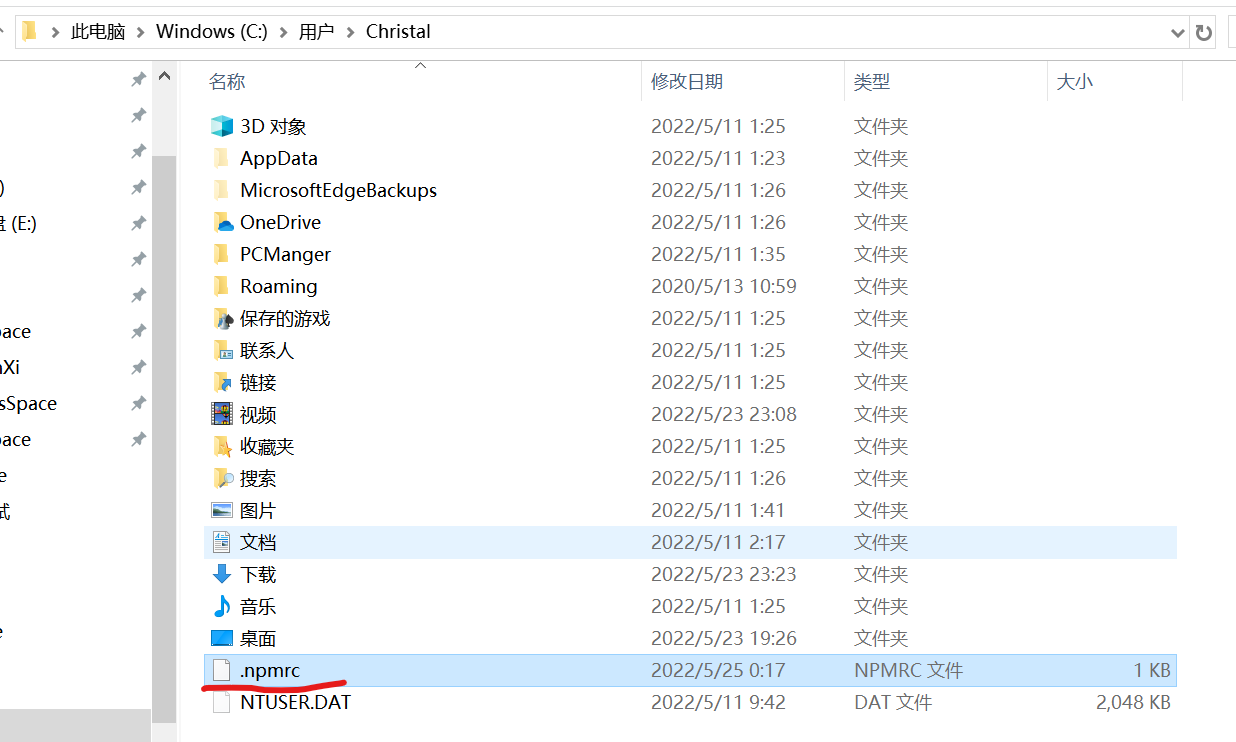 此电脑 Windows (C:) 用户 Christal
名称 修改日期 类型 大小
3D 对象 2022/5/11 1:25 文件夹
AppData 2022/5/11 1:23 文件夹
MicrosoftEdgeBackups 2022/5/11 1:26 文件夹
OneDrive 2022/5/11 1:26 文件夹
PCManger 2022/5/11 1:35 文件夹
Roaming 2020/5/13 10:59 文件夹
保存的游戏 2022/5/11 1:25 文件夹
联系人 2022/5/11 1:25 文件夹
链接 2022/5/11 1:25 文件夹
视频 2022/5/23 23:08 文件夹
收藏夹 2022/5/11 1:25 文件夹
搜索 2022/5/11 1:26 文件夹
图片 2022/5/11 1:41 文件夹
文档 2022/5/11 2:17 文件夹
下载 2022/5/23 23:23 文件夹
音乐 2022/5/11 1:25 文件夹
桌面 2022/5/23 19:26 文件夹
.npmrc 2022/5/25 0:17 NPMRC 文件 1 KB
NTUSER.DAT 2022/5/11 9:42 DAT 文件 2,048 KB
)
(E:)
ace
Xi
sSpace
ace
e
试
e